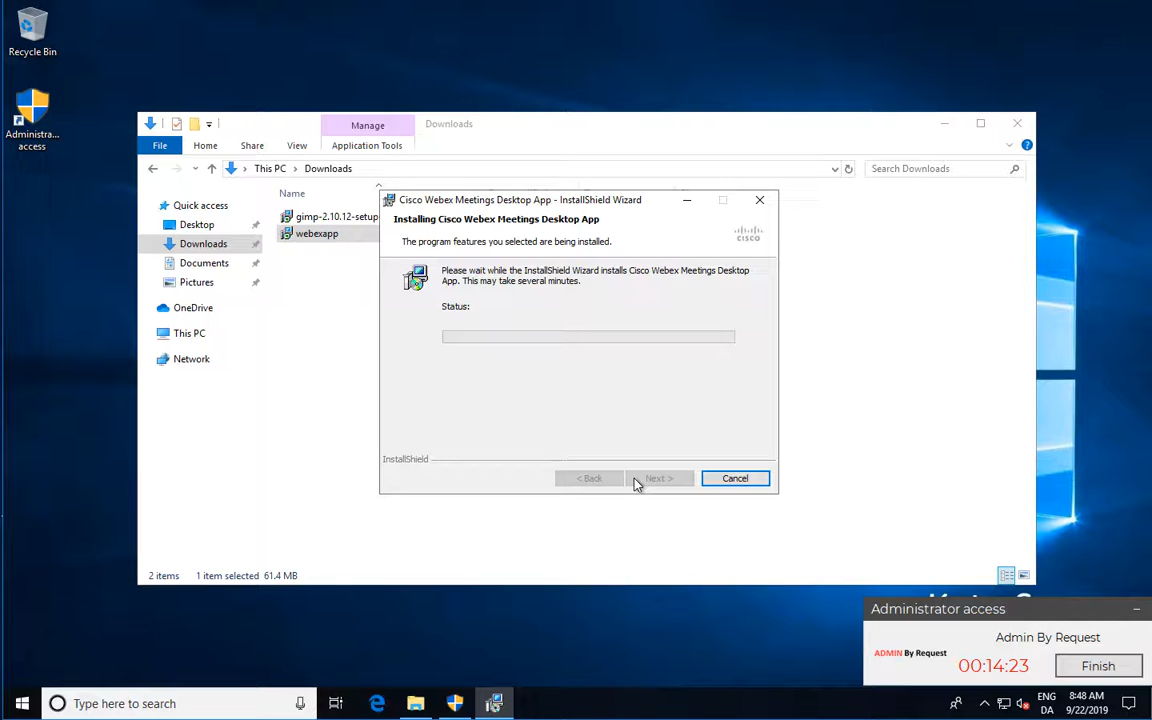 Recycle Bin
Administra...
access
Manage
Downloads
File
Home
Share
View
Application Tools
This PC
Downloads
Search Downloads
Name
Quick access
Desktop
Downloads
Documents
Pictures
OneDrive
This PC
Network
gimp-2.10.12-setup
webexapp
Cisco Webex Meetings Desktop App - InstallShield Wizard
Installing Cisco Webex Meetings Desktop App
The program features you selected are being installed.
CISCO
Please wait while the InstallShield Wizard installs Cisco Webex Meetings Desktop
App. This may take several minutes.
Status:
InstallShield
< Back
Next >
Cancel
2 items
1 item selected 61.4 MB
Administrator access
Admin By Request
ADMIN By Request
00:14:23
Finish
Type here to search
ENG
DA
8:48 AM
9/22/2019